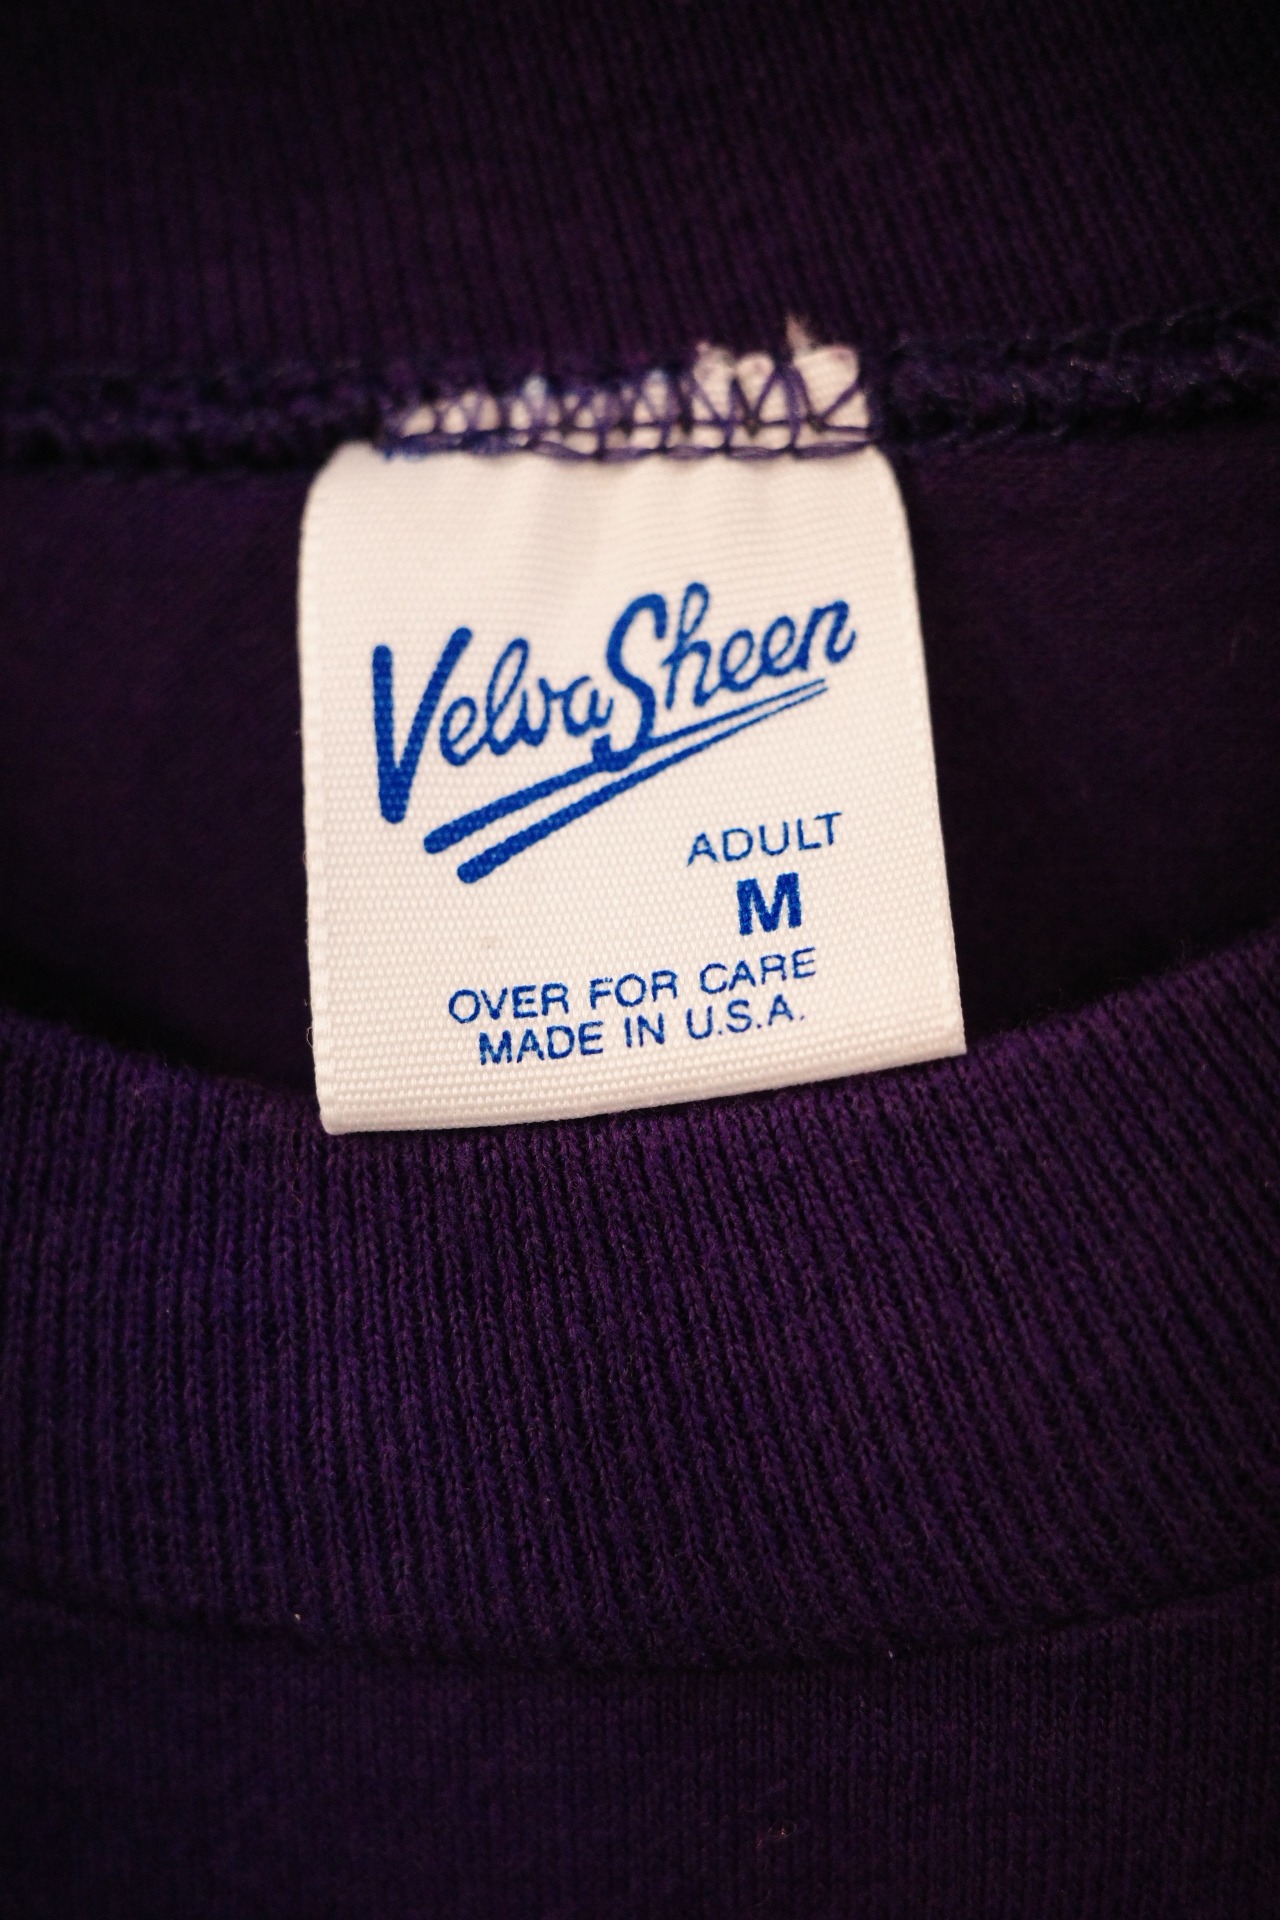 VelvaSheen
ADULT
M
OVER FOR CARE
MADE IN U.S.A.